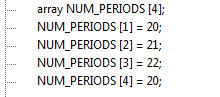 array NUM_PERIODS [4];
NUM_PERIODS [1] = 20;
NUM_PERIODS [2] = 21;
NUM_PERIODS [3] = 22;
NUM_PERIODS [4] = 20;